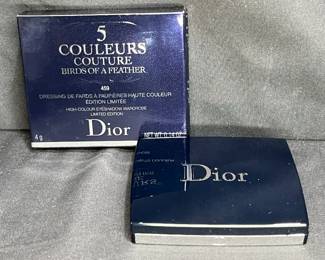 5
COULEURS
COUTURE
BIRDS OF A FEATHER
459
DRESSING DE FARDS À PAUPIÈRES HAUTE COULEUR
ÉDITION LIMITÉE
HIGH-COLOUR EYESHADOW WARDROBE
LIMITED EDITION
4 g
Dior
Dior